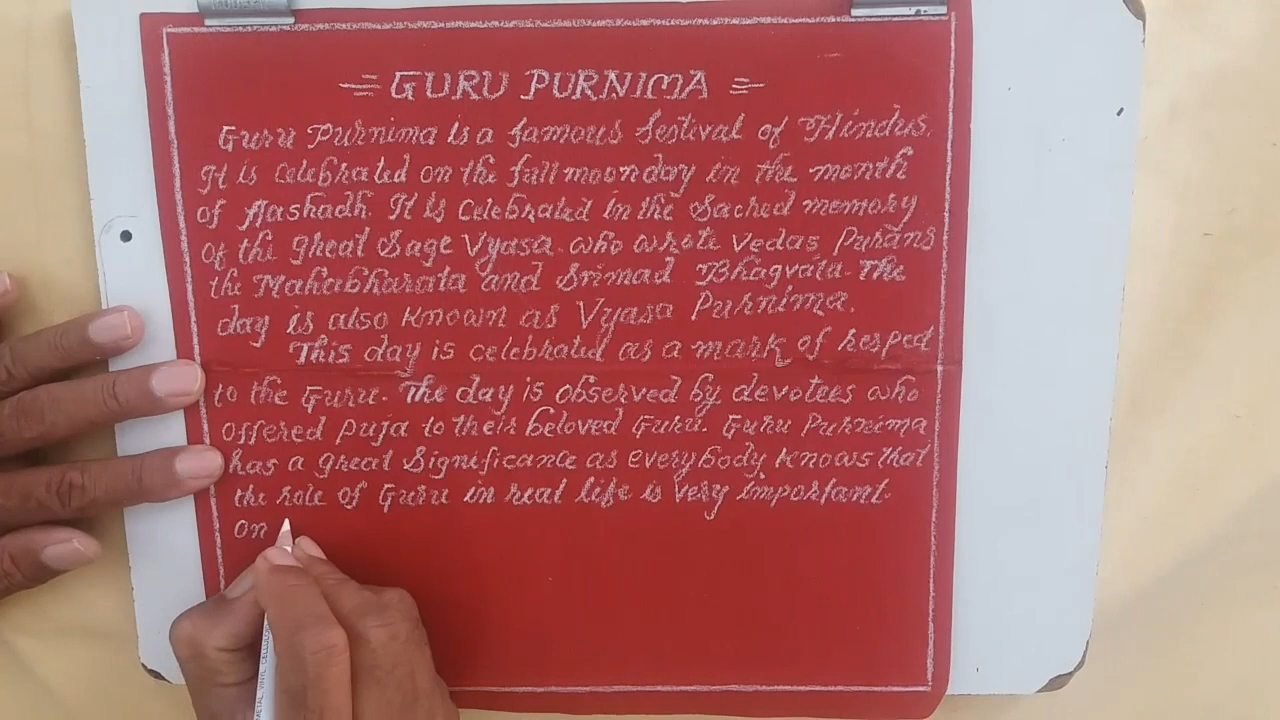 GURU PURNIMA
Guru Purnima is a famous festival of Hindus.
It is celebrated on the full moon day in the month
of Aashadh. It is celebrated in the sacred memory
of the great sage Vyasa. who wrote Vedas, Purans
the Mahabharata and Srimad Bhagvata. The
day is also known as Vyasa Purnima.
This day is celebrated as a mark of respect
to the Guru. The day is observed by devotees who
offered puja to their beloved Guru. Guru Purnima
has a great significance as everybody knows that
the role of Guru in real life is very important.
on
METAL, VINYL, CELLULOID